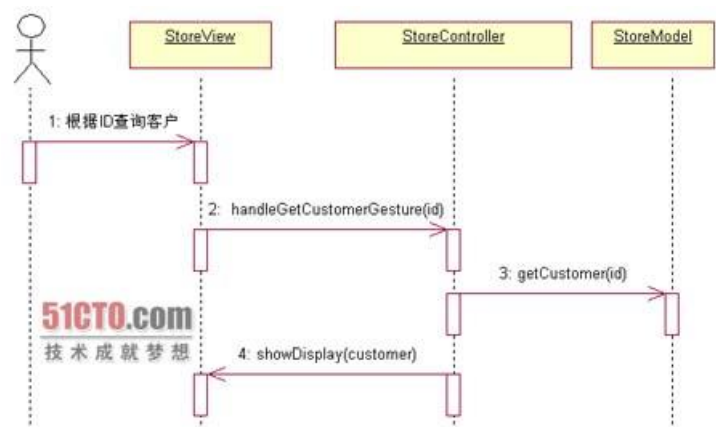 StoreView
StoreController
StoreModel
1: 根据ID查询客户
2: handleGetCustomerGesture(id)
3: getCustomer(id)
51CTO.com
技术成就梦想
4: showDisplay(customer)